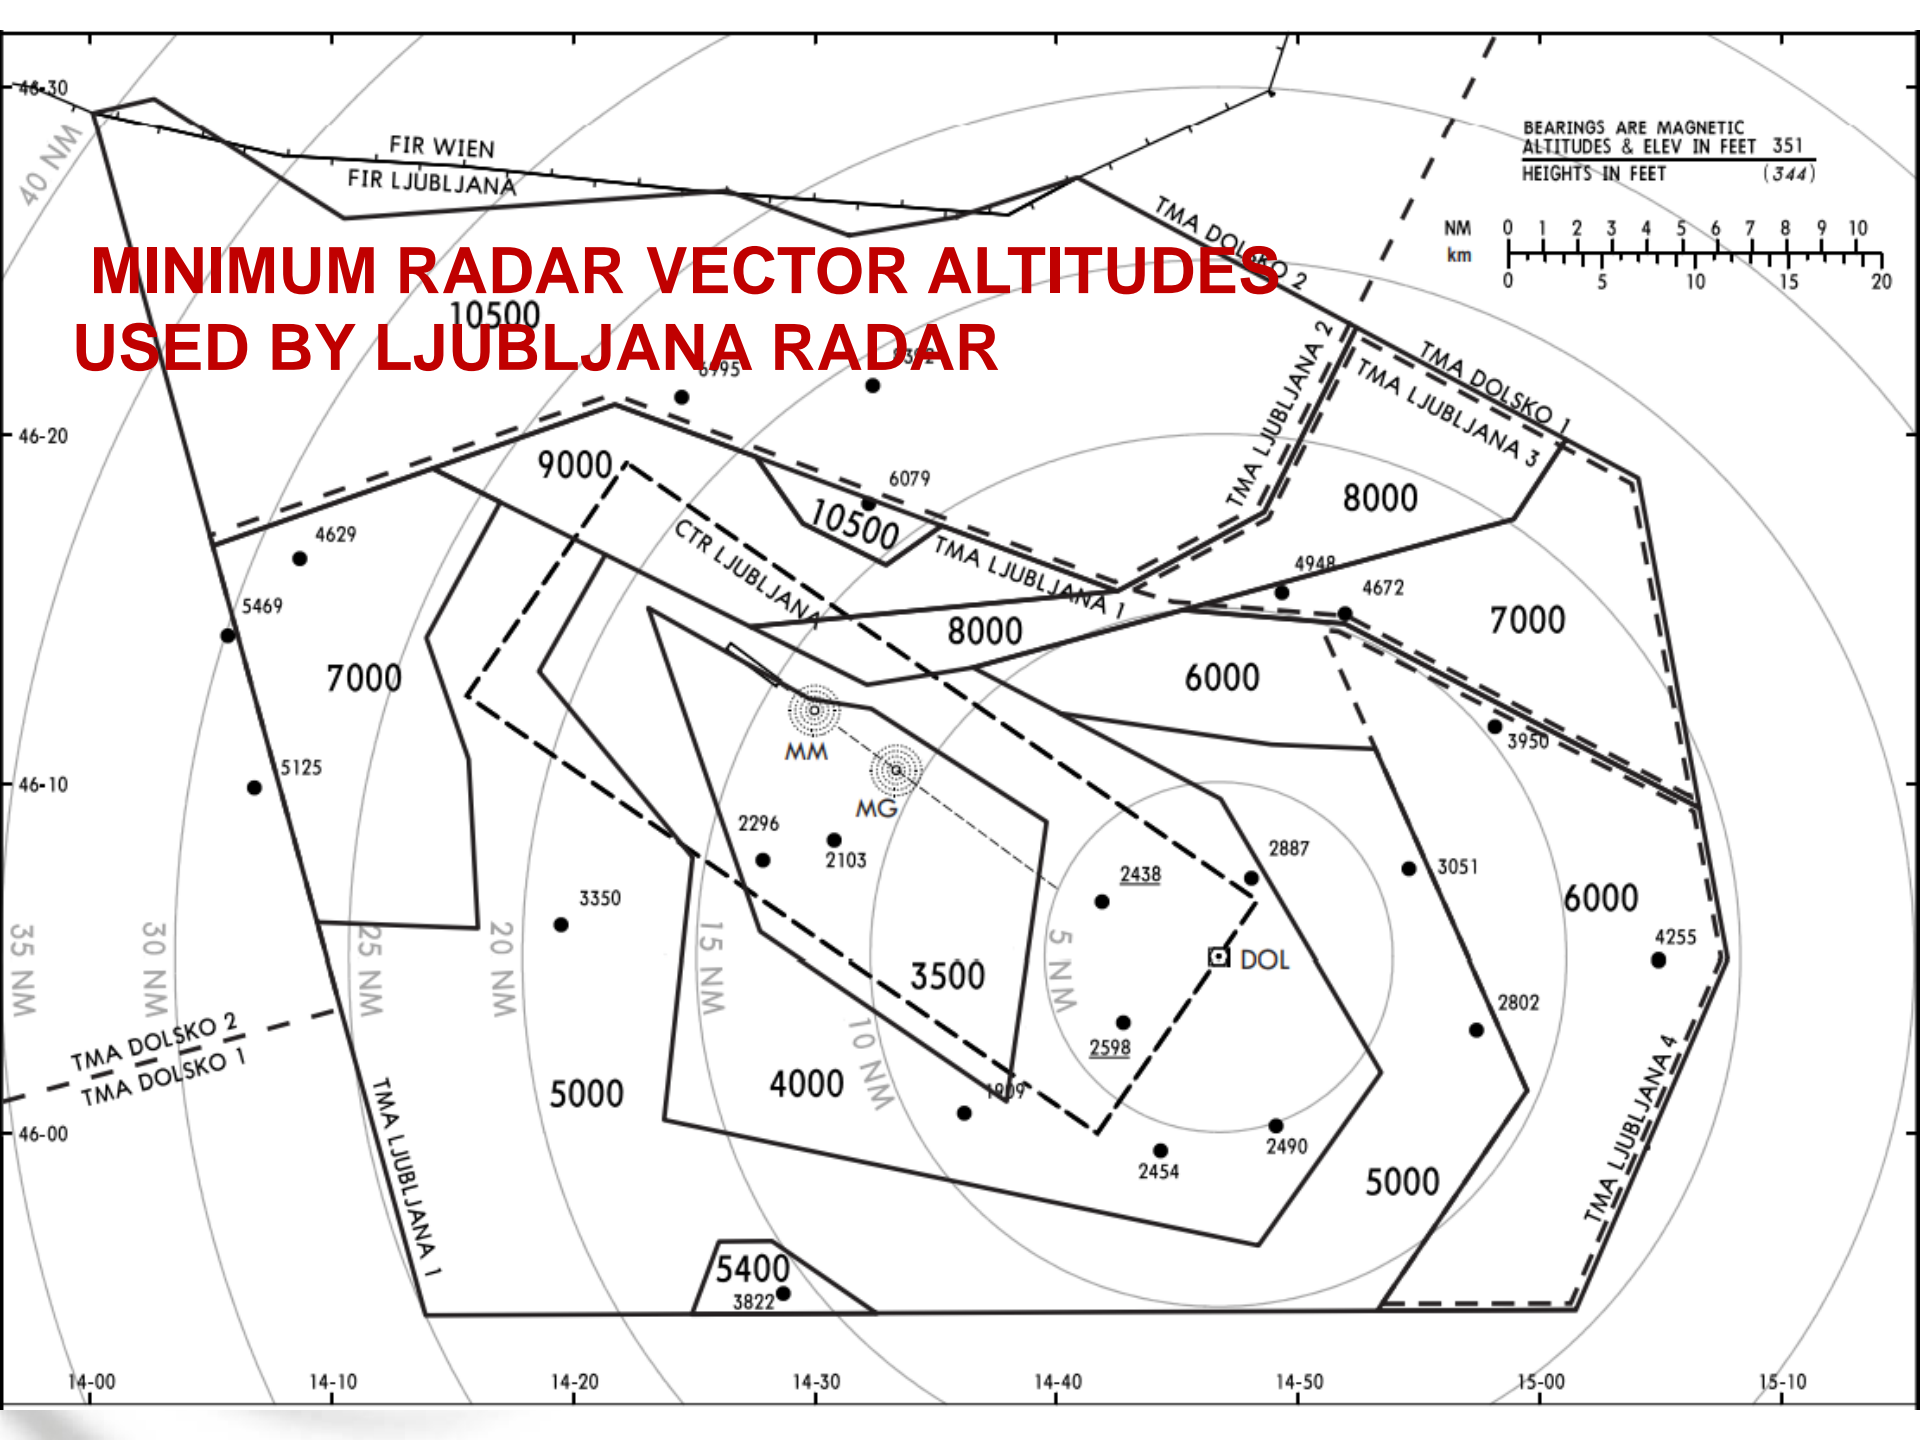 46-30
40 NM
FIR WIEN
FIR LJUBLJANA
BEARINGS ARE MAGNETIC
ALTITUDES & ELEV IN FEET 351
HEIGHTS IN FEET (344)
NM 0 1 2 3 4 5 6 7 8 9 10
km
0 5 10 15 20
TMA DOLSKO 2
MINIMUM RADAR VECTOR ALTITUDES
10500
USED BY LJUBLJANA RADAR
6795
TMA LJUBLJANA 2
TMA DOLSKO 1
TMA LJUBLJANA 3
46-20
9000
6079
8000
10500
CTR LJUBLJANA
TMA LJUBLJANA 1
4629
4948
4672
5469
8000
7000
7000
6000
MM
3950
5125
46-10
MG
2296
2103
2887
2438
3051
3350
6000
35 NM
30 NM
25 NM
20 NM
15 NM
10 NM
5 NM
3500
DOL
4255
2802
TMA DOLSKO 2
TMA DOLSKO 1
2598
5000
4000
1909
TMA LJUBLJANA 4
46-00
2490
2454
TMA LJUBLJANA 1
5000
5400
3822
14-00 14-10 14-20 14-30 14-40 14-50 15-00 15-10